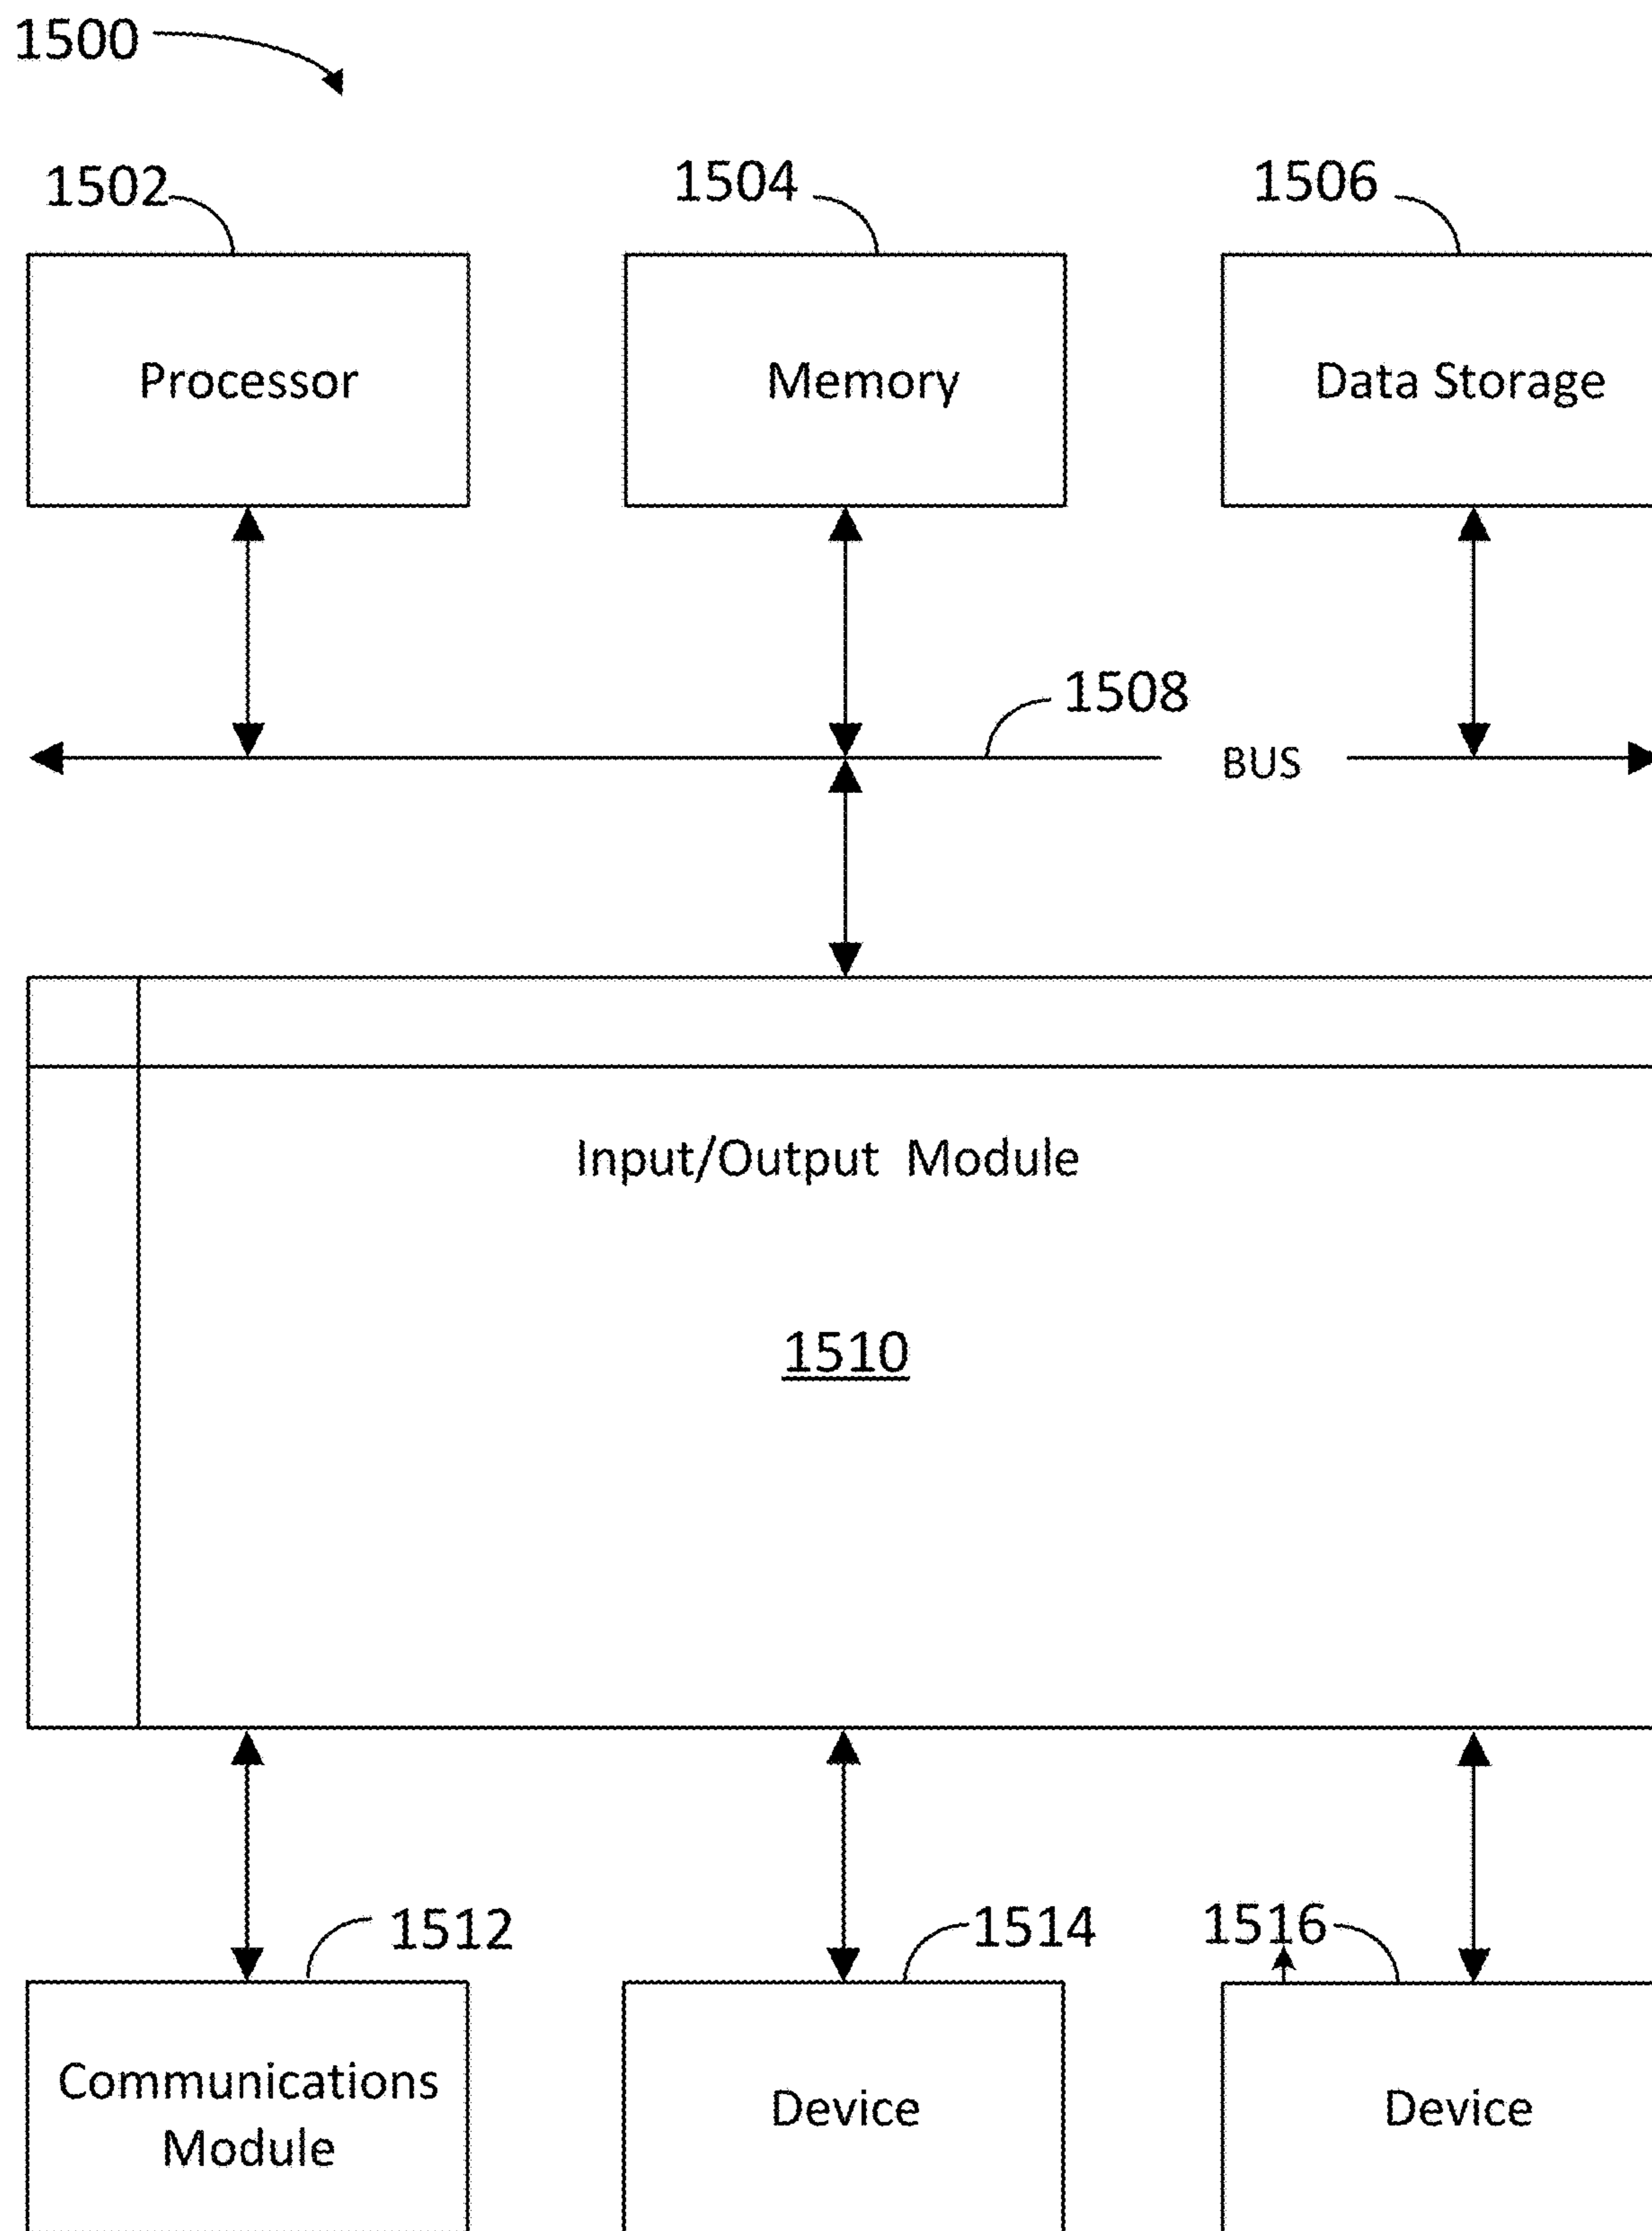 1500
1502
1504
1506
Processor
Memory
Data Storage
1508
BUS
Input/Output Module
1510
1512
1514
1516
Communications
Module
Device
Device